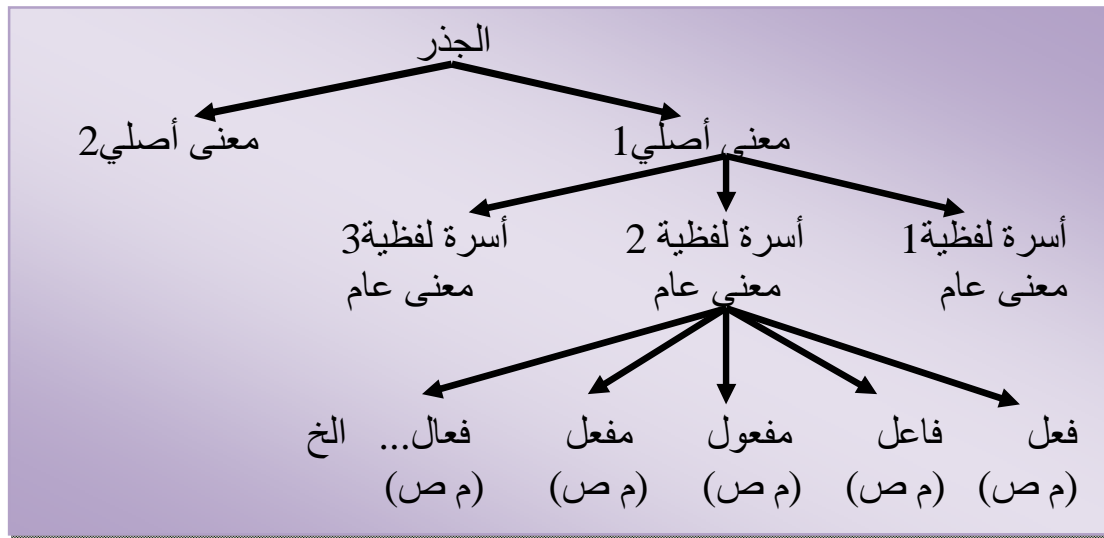 الجذر
معنى أصلي1 معنى أصلي2
أسرة لفظية1 أسرة لفظية 2 أسرة لفظية3
معنى عام معنى عام معنى عام
فعل فاعل مفعول مفعل فعال... الخ
(م ص) (م ص) (م ص) (م ص) (م ص)